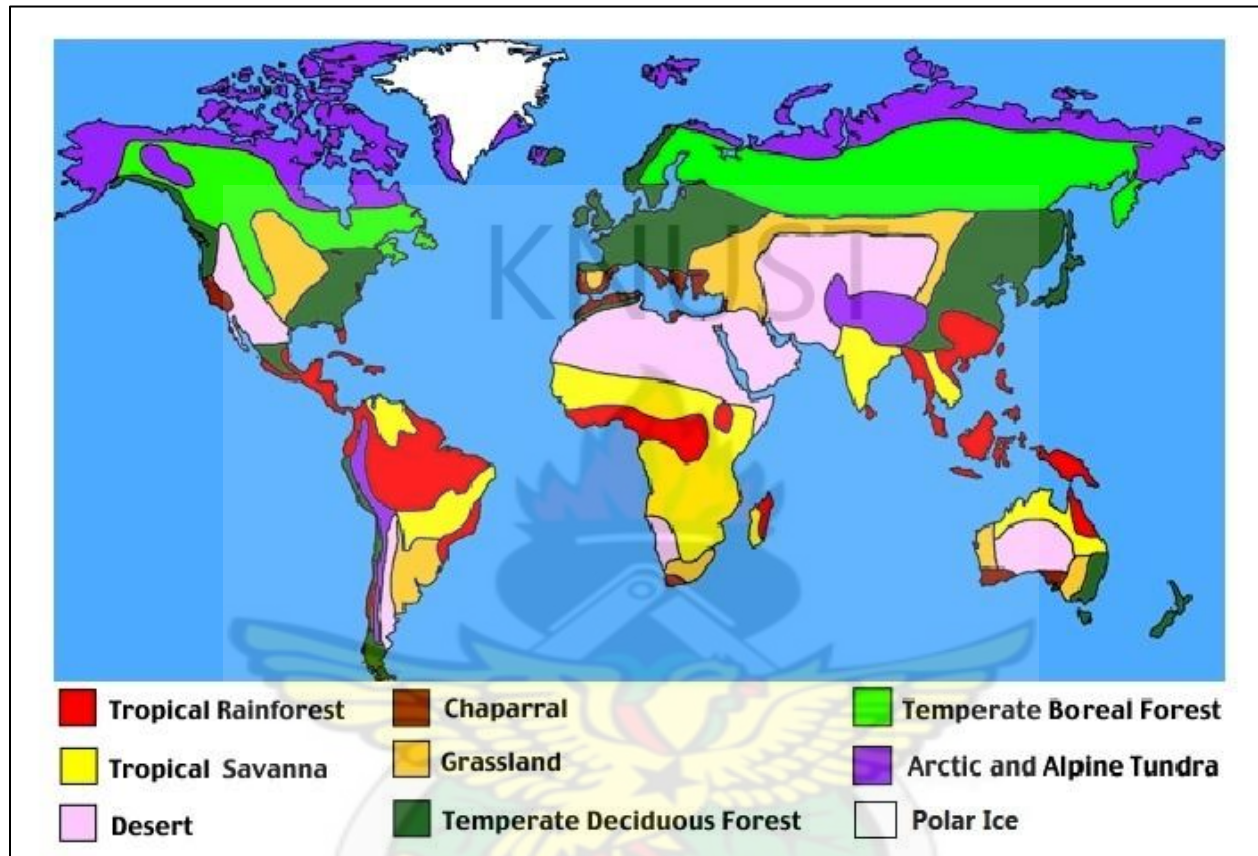 KNUST
Tropical Rainforest
Chaparral
Temperate Boreal Forest
Tropical Savanna
Grassland
Arctic and Alpine Tundra
Desert
Temperate Deciduous Forest
Polar Ice